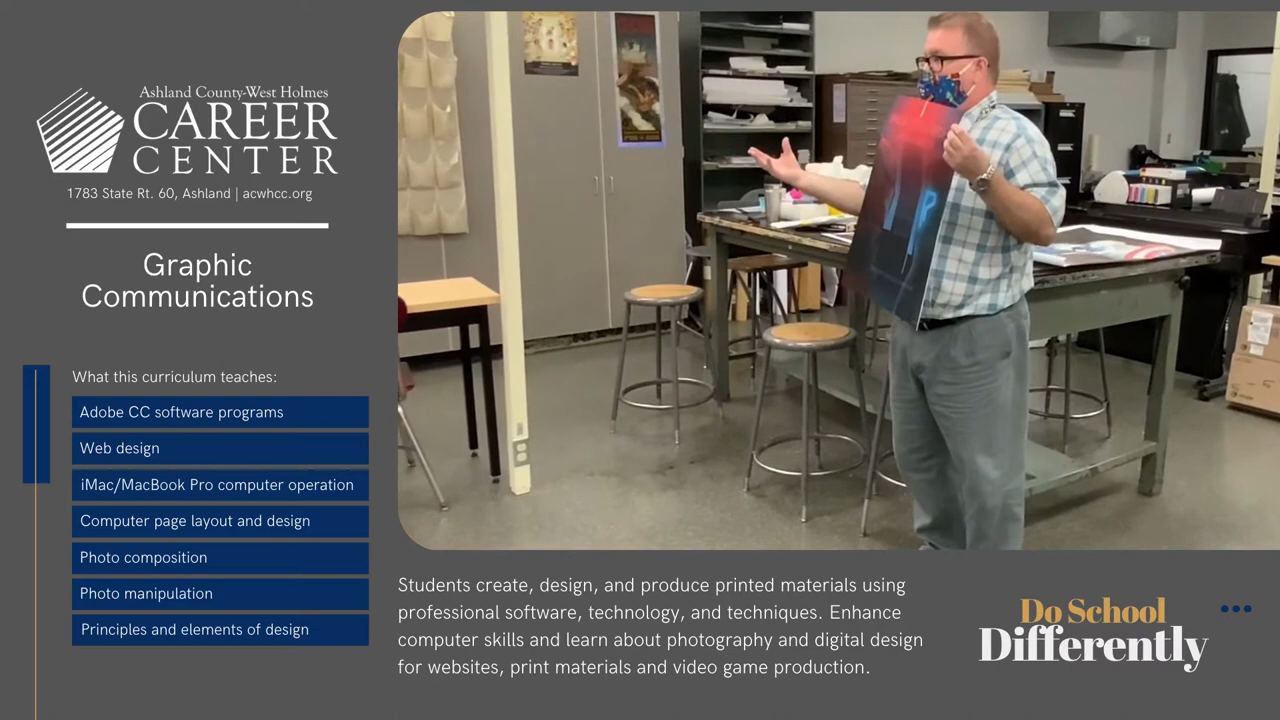 Ashland County-West Holmes
CAREER
CENTER
1783 State Rt. 60, Ashland | acwhcc.org
Graphic
Communications
What this curriculum teaches:
Adobe CC software programs
Web design
iMac/MacBook Pro computer operation
Computer page layout and design
Photo composition
Photo manipulation
Principles and elements of design
Students create, design, and produce printed materials using
professional software, technology, and techniques. Enhance
computer skills and learn about photography and digital design
for websites, print materials and video game production.
Do School
Differently